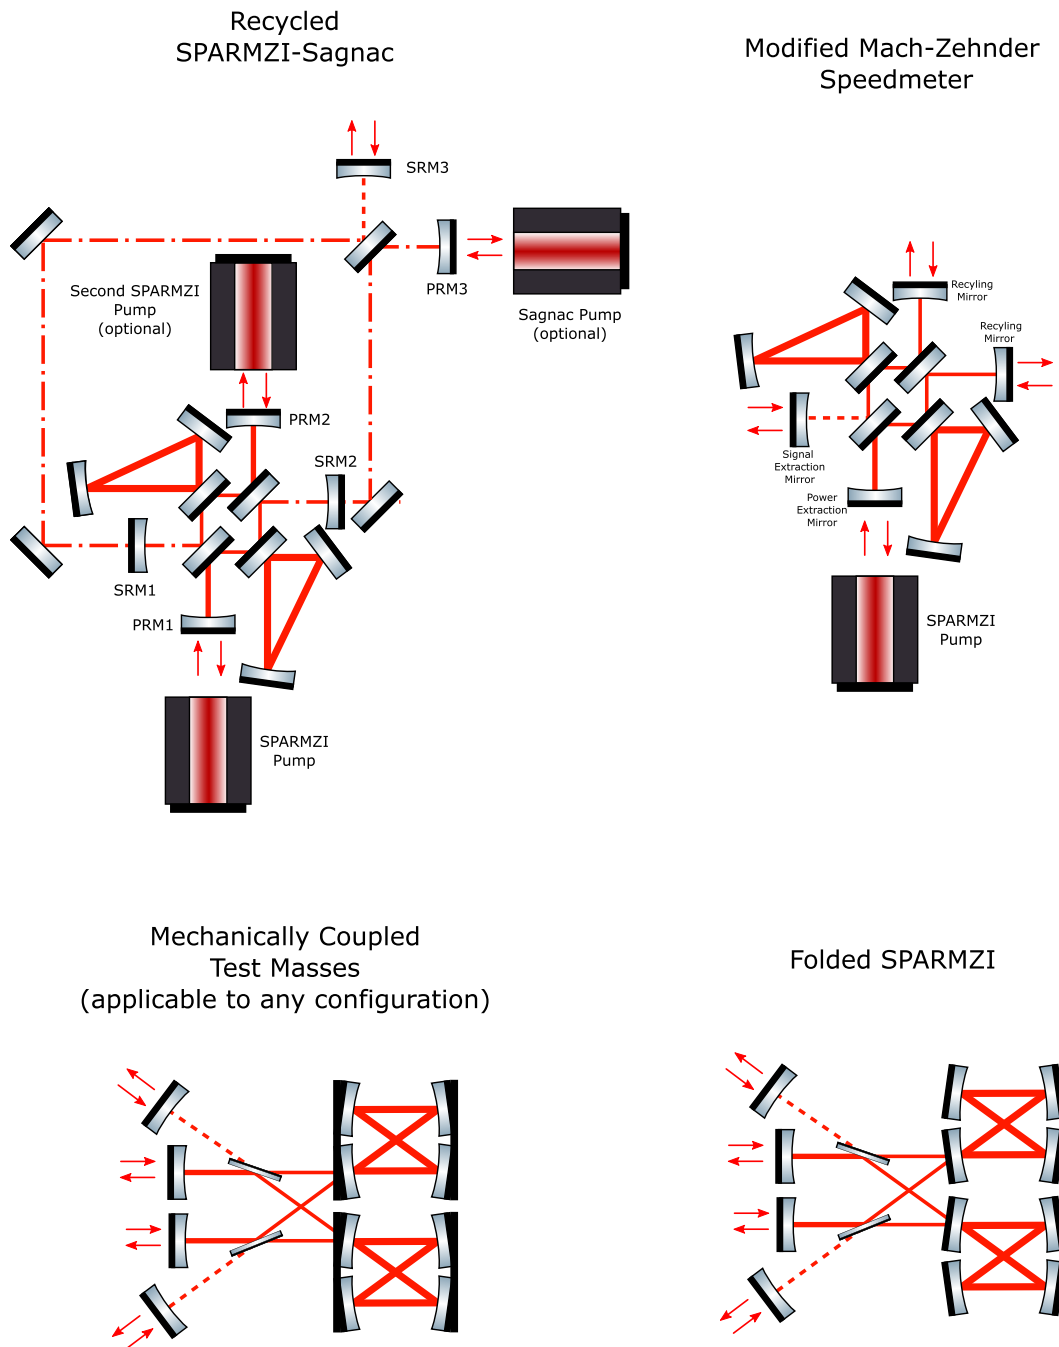 Recycled
SPARMZI-Sagnac
Modified Mach-Zehnder
Speedmeter
SRM3
PRM3
Second SPARMZI
Pump
(optional)
Sagnac Pump
(optional)
PRM2
SRM2
SRM1
PRM1
SPARMZI
Pump
Recyling
Mirror
Recyling
Mirror
Signal
Extraction
Mirror
Power
Extraction
Mirror
SPARMZI
Pump
Mechanically Coupled
Test Masses
(applicable to any configuration)
Folded SPARMZI